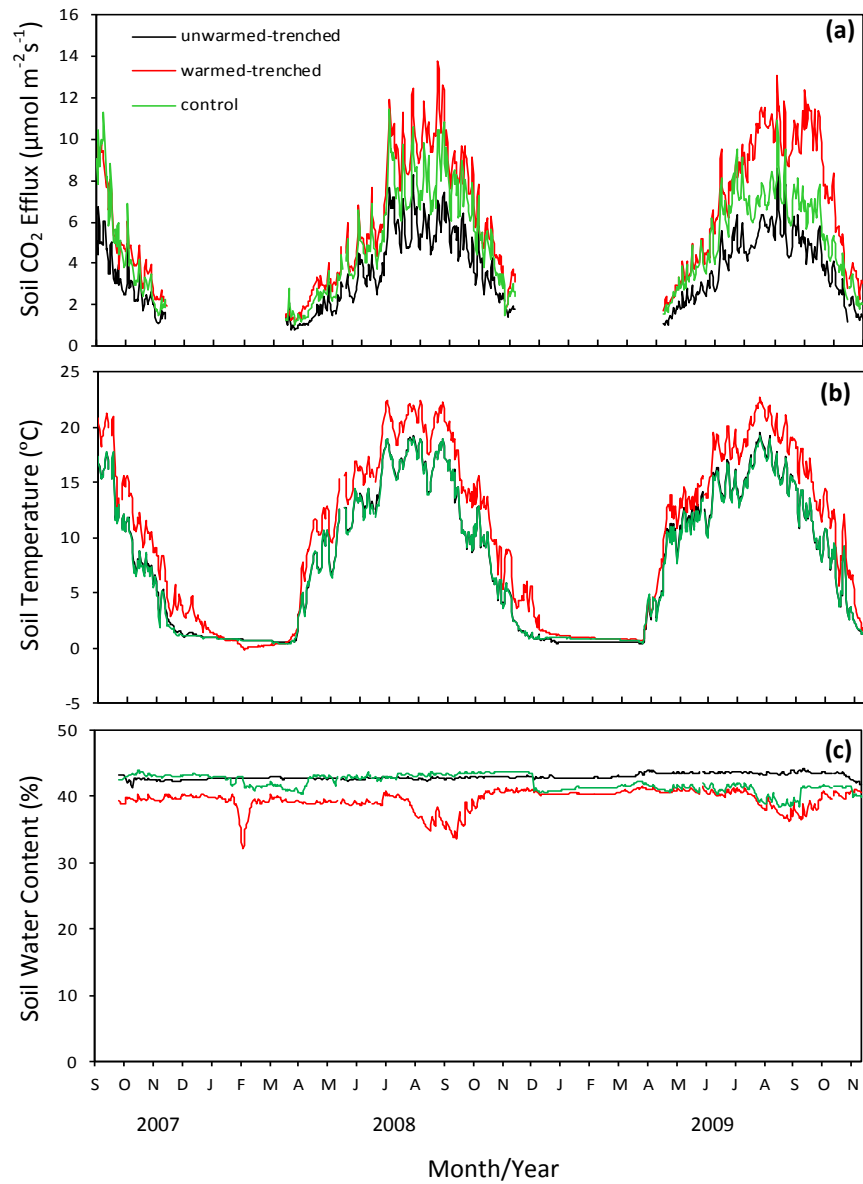 (a)
unwarmed-trenched
warmed-trenched
control
Soil CO₂ Efflux (µmol m⁻²s⁻¹)
16
14
12
10
8
6
4
2
0
(b)
Soil Temperature (°C)
25
20
15
10
5
0
-5
(c)
Soil Water Content (%)
50
40
30
20
10
0
S O N D J F M A M J J A S O N D J F M A M J J A S O N
2007 2008 2009
Month/Year